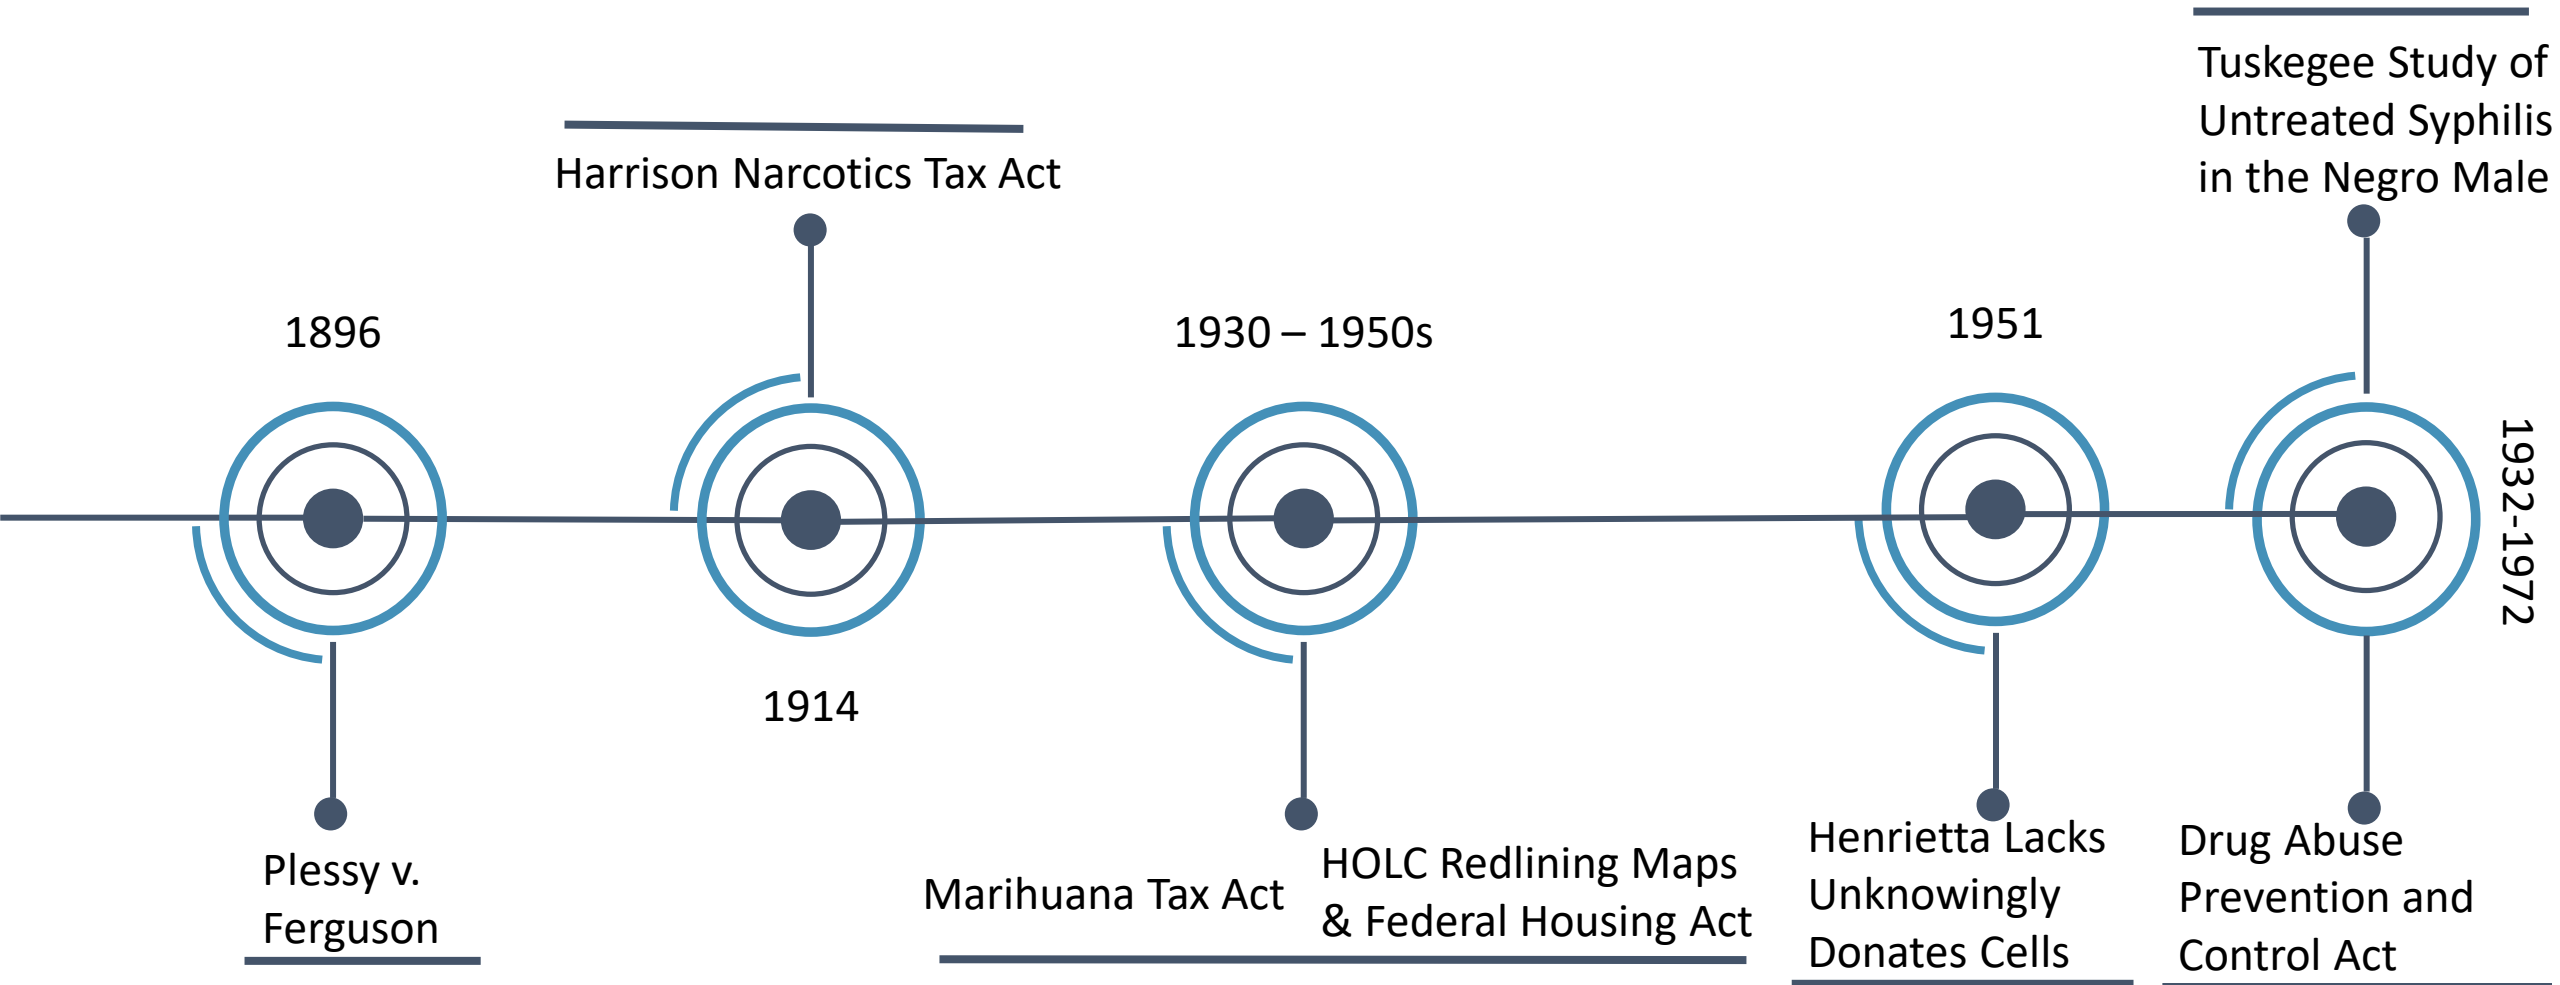 Tuskegee Study of
Untreated Syphilis
in the Negro Male
Harrison Narcotics Tax Act
1896
1930 – 1950s
1951
1932-1972
1914
Plessy v.
Ferguson
Marihuana Tax Act
HOLC Redlining Maps
& Federal Housing Act
Henrietta Lacks
Unknowingly
Donates Cells
Drug Abuse
Prevention and
Control Act